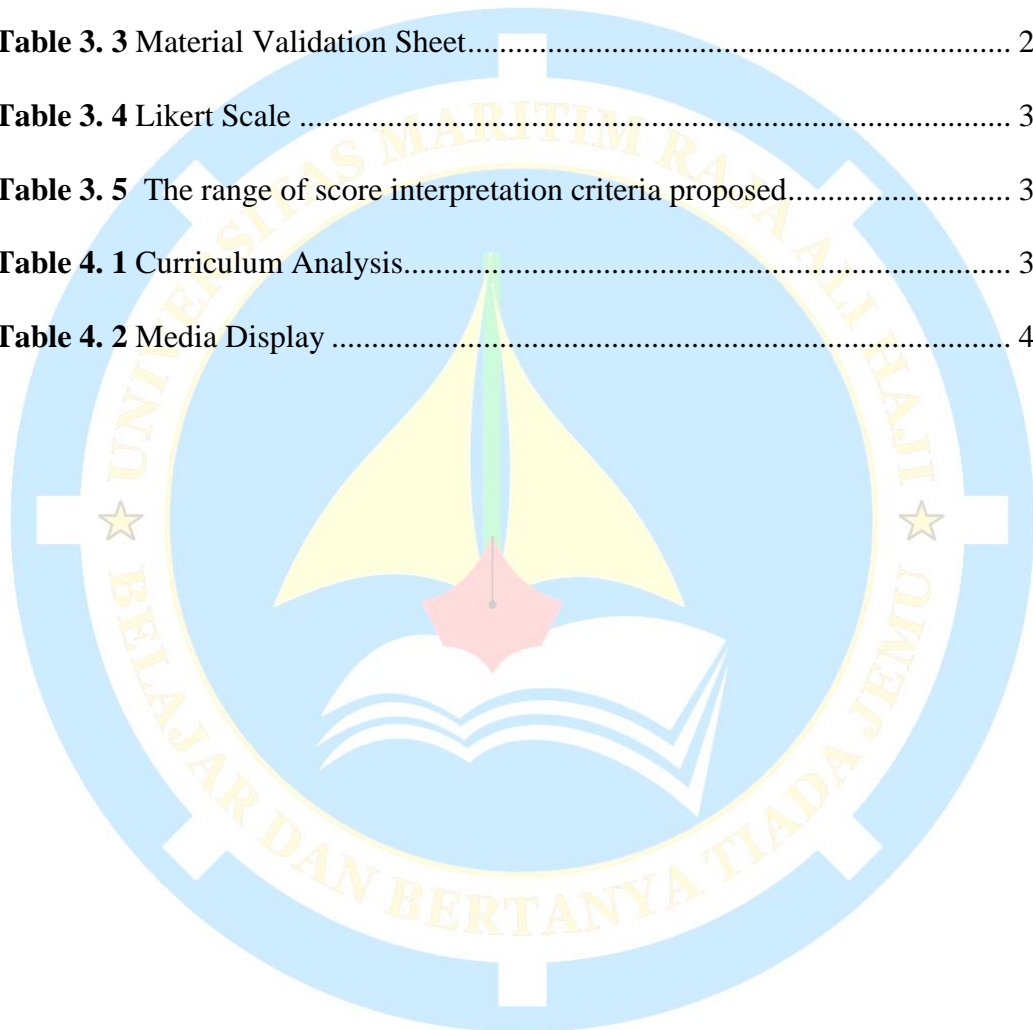 Table 3. 3 Material Validation Sheet.......................................................................................... 2
Table 3. 4 Likert Scale ................................................................................................................ 3
Table 3. 5  The range of score interpretation criteria proposed............................. 3
Table 4. 1 Curriculum Analysis................................................................................................... 3
Table 4. 2 Media Display ............................................................................................................ 4
UNIVERSITAS MARITIM RAJA ALI HAJI
BELAJAR DAN BERTANYA TIADA JEMU